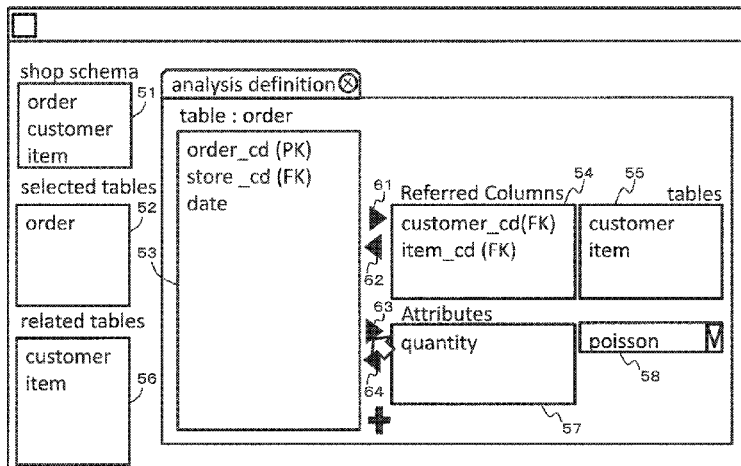 shop schema
order
customer
item
51
selected tables
52
order
related tables
customer
item
56
analysis definition
table : order
order_cd (PK)
store _cd (FK)
date
53
61
62
63
64
Referred Columns
54
customer_cd(FK)
item_cd (FK)
55
tables
customer
item
Attributes
quantity
57
poisson
58